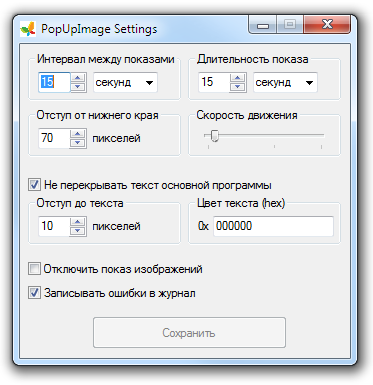 PopUpImage Settings
Интервал между показами
15 секунд
Длительность показа
15 секунд
Отступ от нижнего края
70 пикселей
Скорость движения
Не перекрывать текст основной программы
Отступ до текста
10 пикселей
Цвет текста (hex)
0x 000000
Отключить показ изображений
Записывать ошибки в журнал
Сохранить